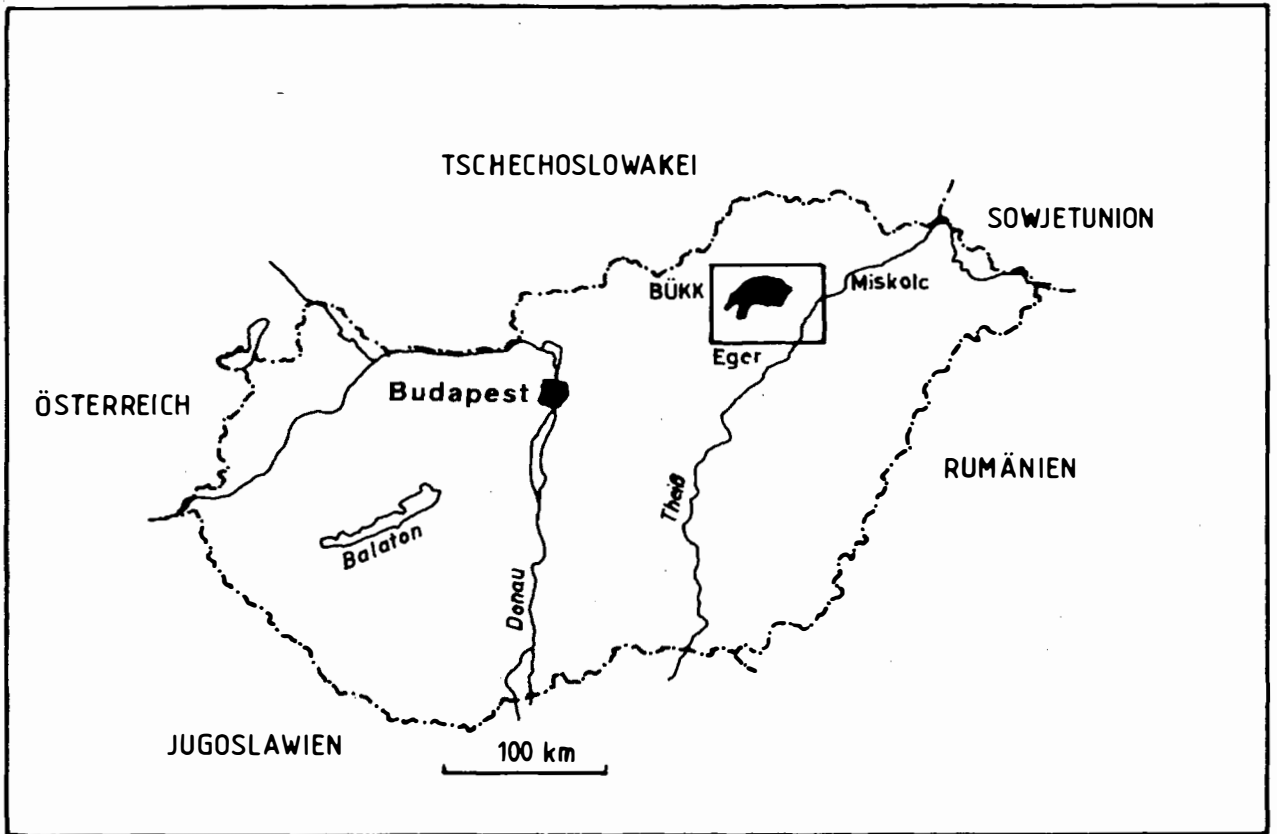 TSCHECHOSLOWAKEI
SOWJETUNION
BÜKK
Miskolc
Eger
Budapest
ÖSTERREICH
RUMÄNIEN
Theiß
Balaton
Donau
JUGOSLAWIEN
100 km